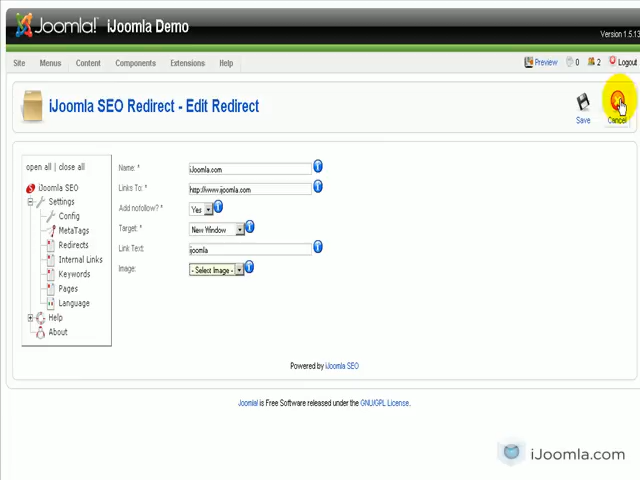 Joomla! iJoomla Demo
Version 1.5.13
Site Menus Content Components Extensions Help Preview 0 2 Logout
iJoomla SEO Redirect - Edit Redirect
Save Cancel
open all | close all
iJoomla SEO
Settings
Config
MetaTags
Redirects
Internal Links
Keywords
Pages
Language
Help
About
Name: * iJoomla.com
Links To: * http://www.ijoomla.com
Add nofollow? * Yes
Target: * New Window
Link Text: ijoomla
Image: - Select Image -
Powered by iJoomla SEO
Joomla! is Free Software released under the GNU/GPL License.
iJoomla.com